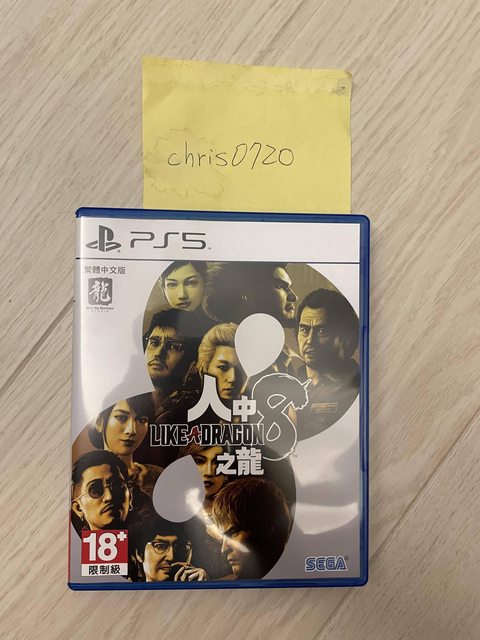 chris0720
PS5
繁體中文版
龍
人中
8
LIKE A DRAGON
之龍
18+
限制級
SEGA